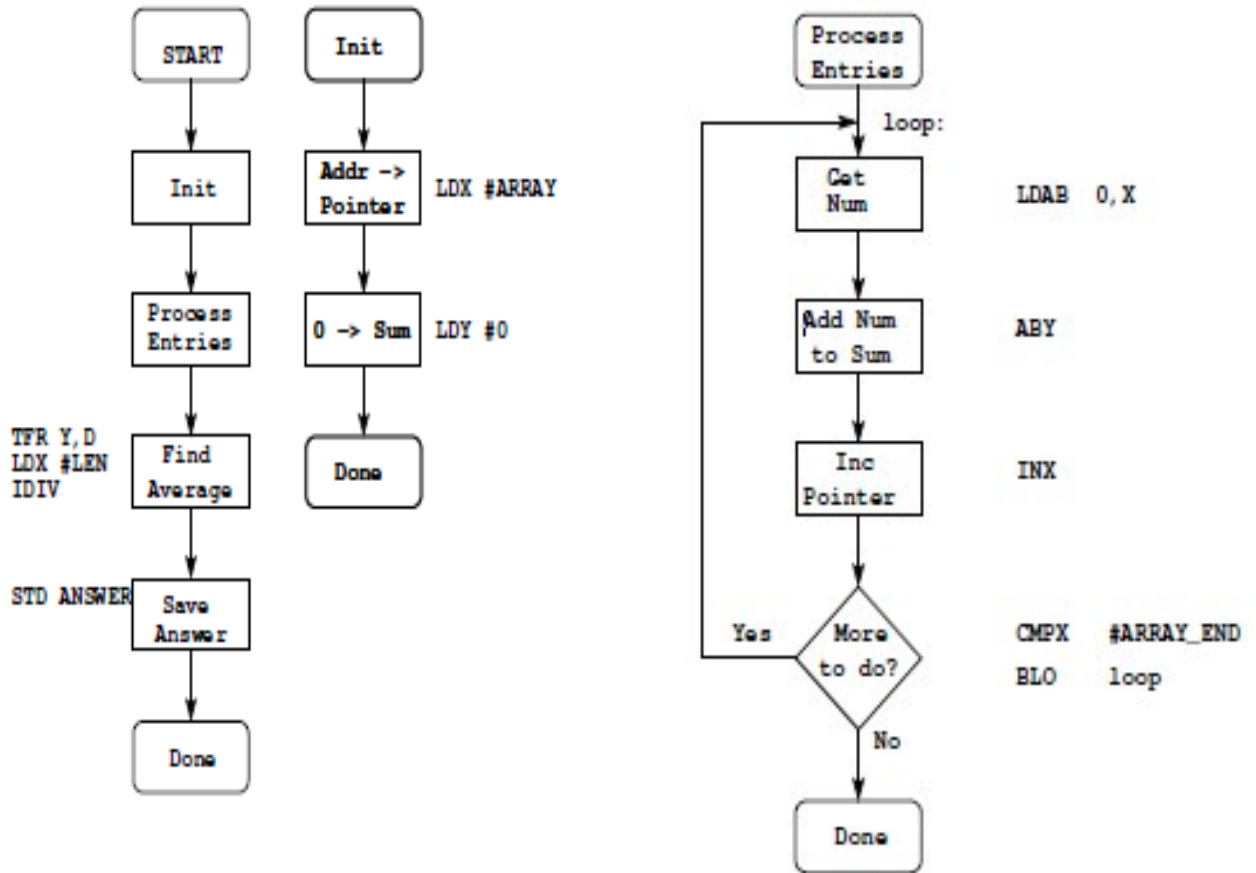 START
Init
Process
Entries
TFR Y,D
LDX #LEN
IDIV
Find
Average
STD ANSWER
Save
Answer
Done
Init
Addr ->
Pointer
LDX #ARRAY
0 -> Sum
LDY #0
Done
Process
Entries
loop:
Get
Num
LDAB 0,X
Add Num
to Sum
ABY
Inc
Pointer
INX
More
to do?
Yes
CMPX #ARRAY_END
BLO loop
No
Done